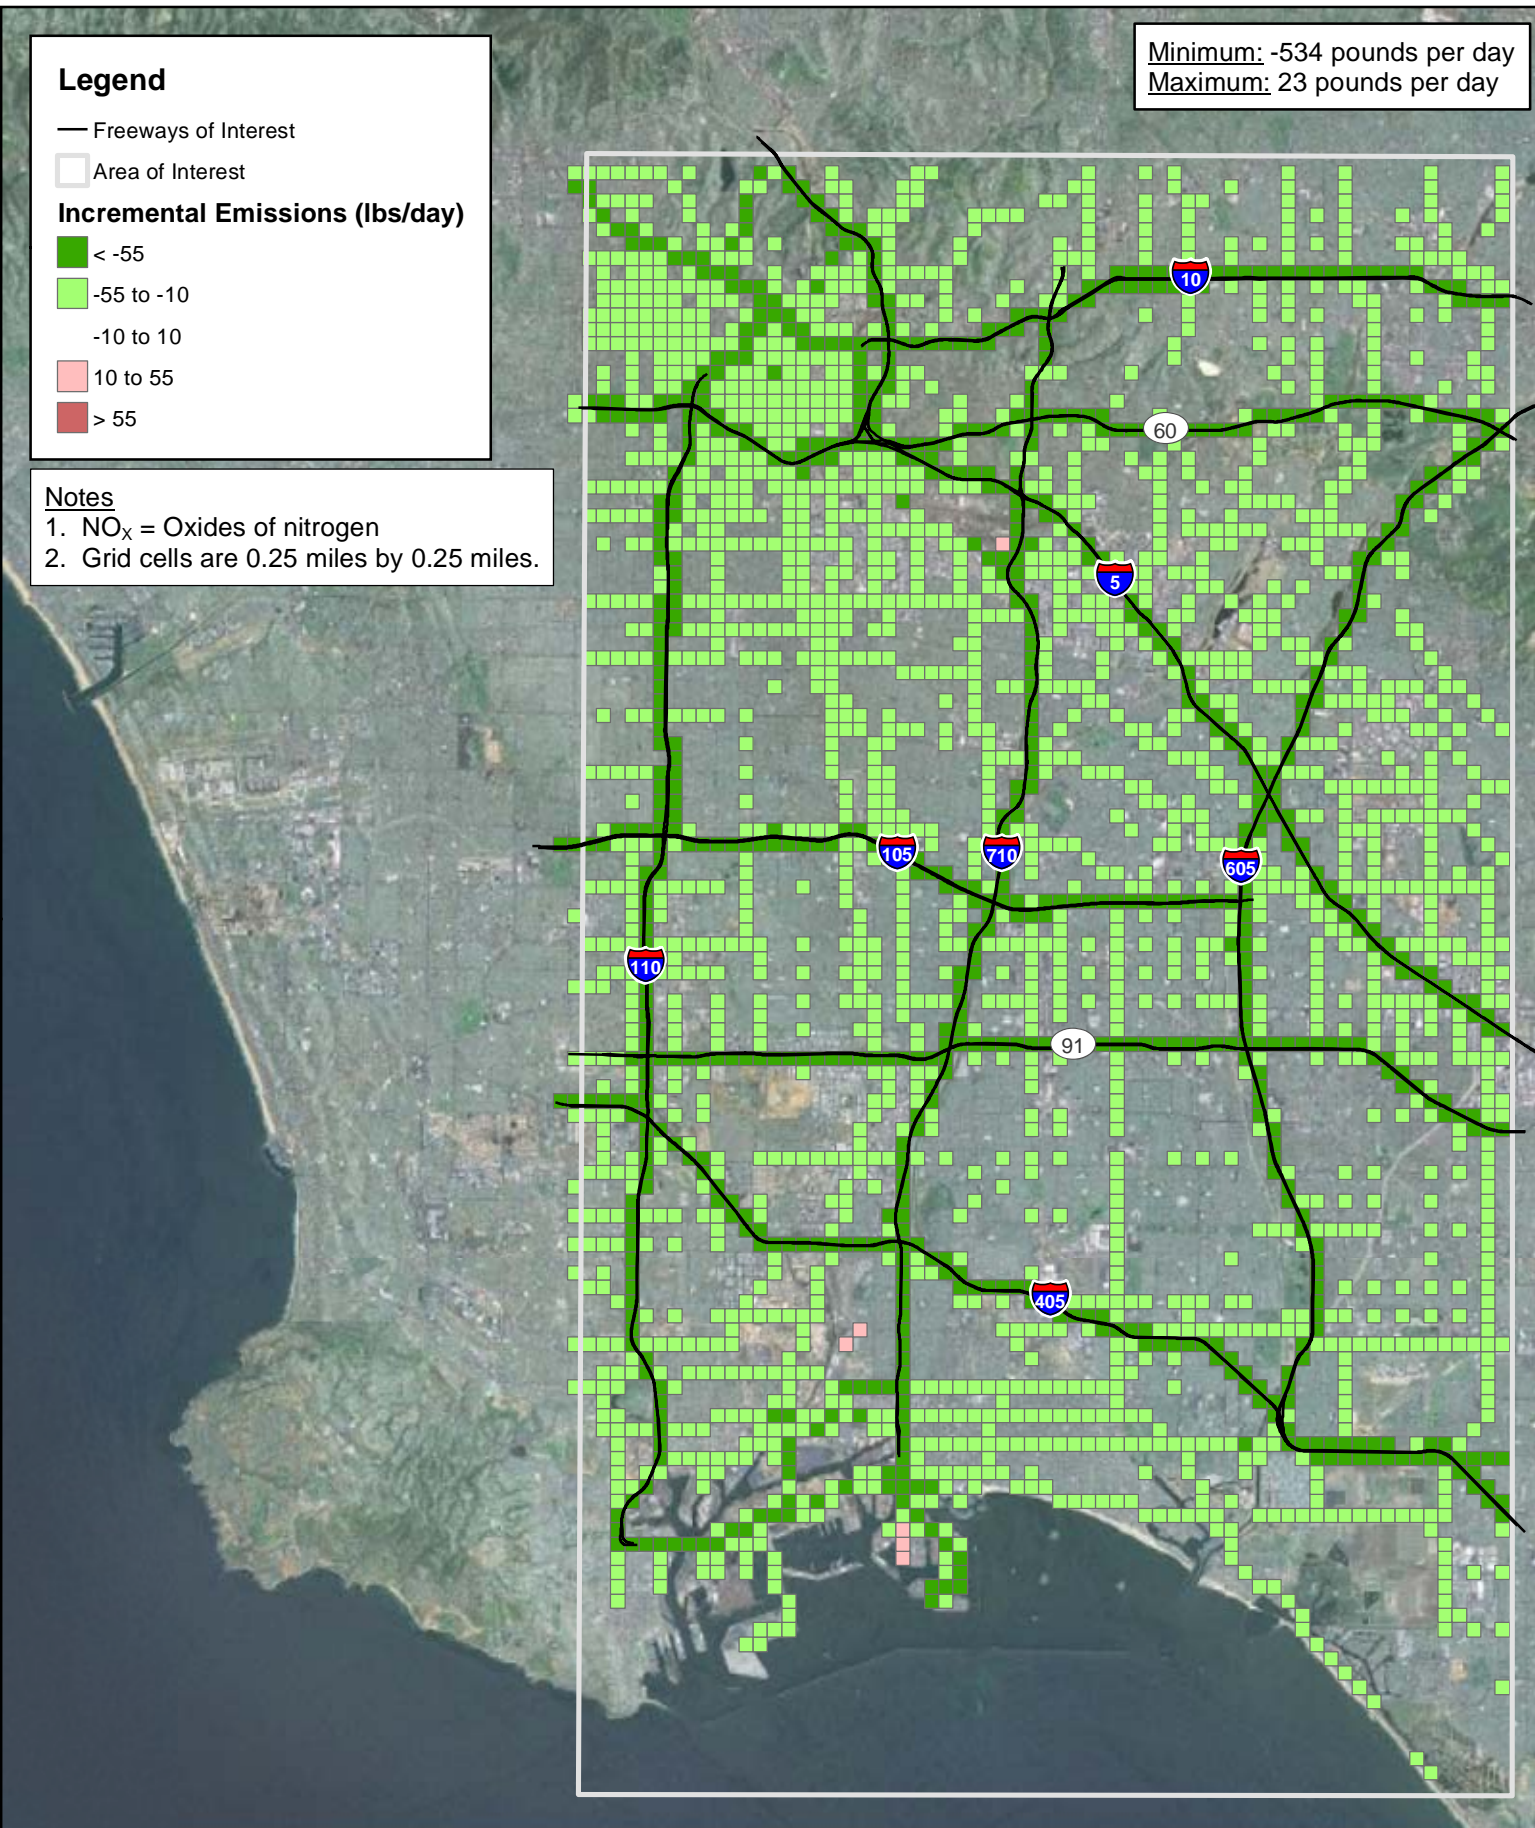 Legend
Freeways of Interest
Area of Interest
Incremental Emissions (lbs/day)
< -55
-55 to -10
-10 to 10
10 to 55
> 55
Notes
1. NOX = Oxides of nitrogen
2. Grid cells are 0.25 miles by 0.25 miles.
Minimum: -534 pounds per day
Maximum: 23 pounds per day
10
60
5
105
710
605
110
91
405